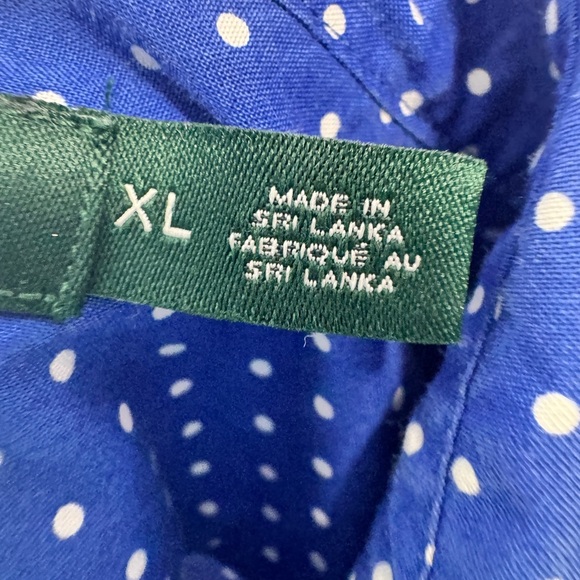 XL
MADE IN
SRI LANKA
FABRIQUÉ AU
SRI LANKA